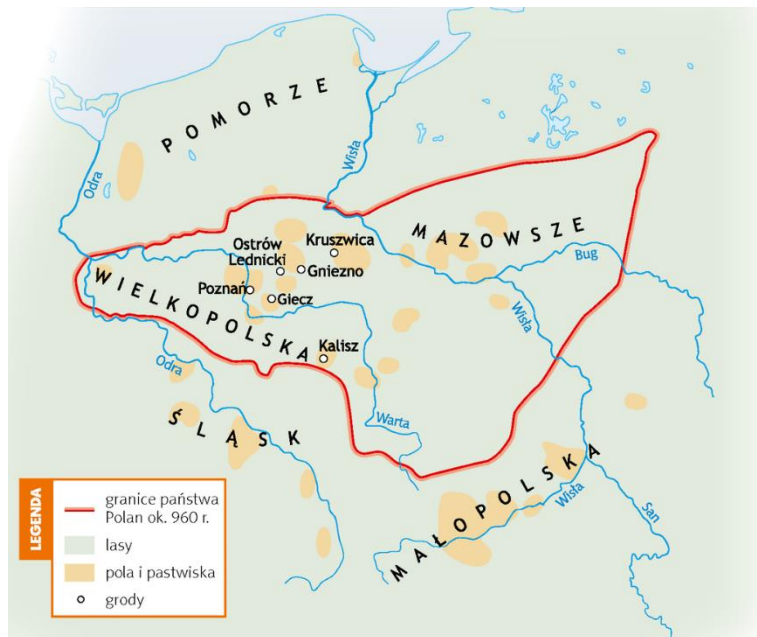 POMORZE
Odra
Wisła
MAZOWSZE
Bug
Kruszwica
Ostrów
Lednicki
Gniezno
Poznań
Giecz
WIELKOPOLSKA
Kalisz
Wisła
Odra
Warta
ŚLĄSK
MAŁOPOLSKA
Wisła
San
LEGENDA
granice państwa
Polan ok. 960 r.
lasy
pola i pastwiska
grody